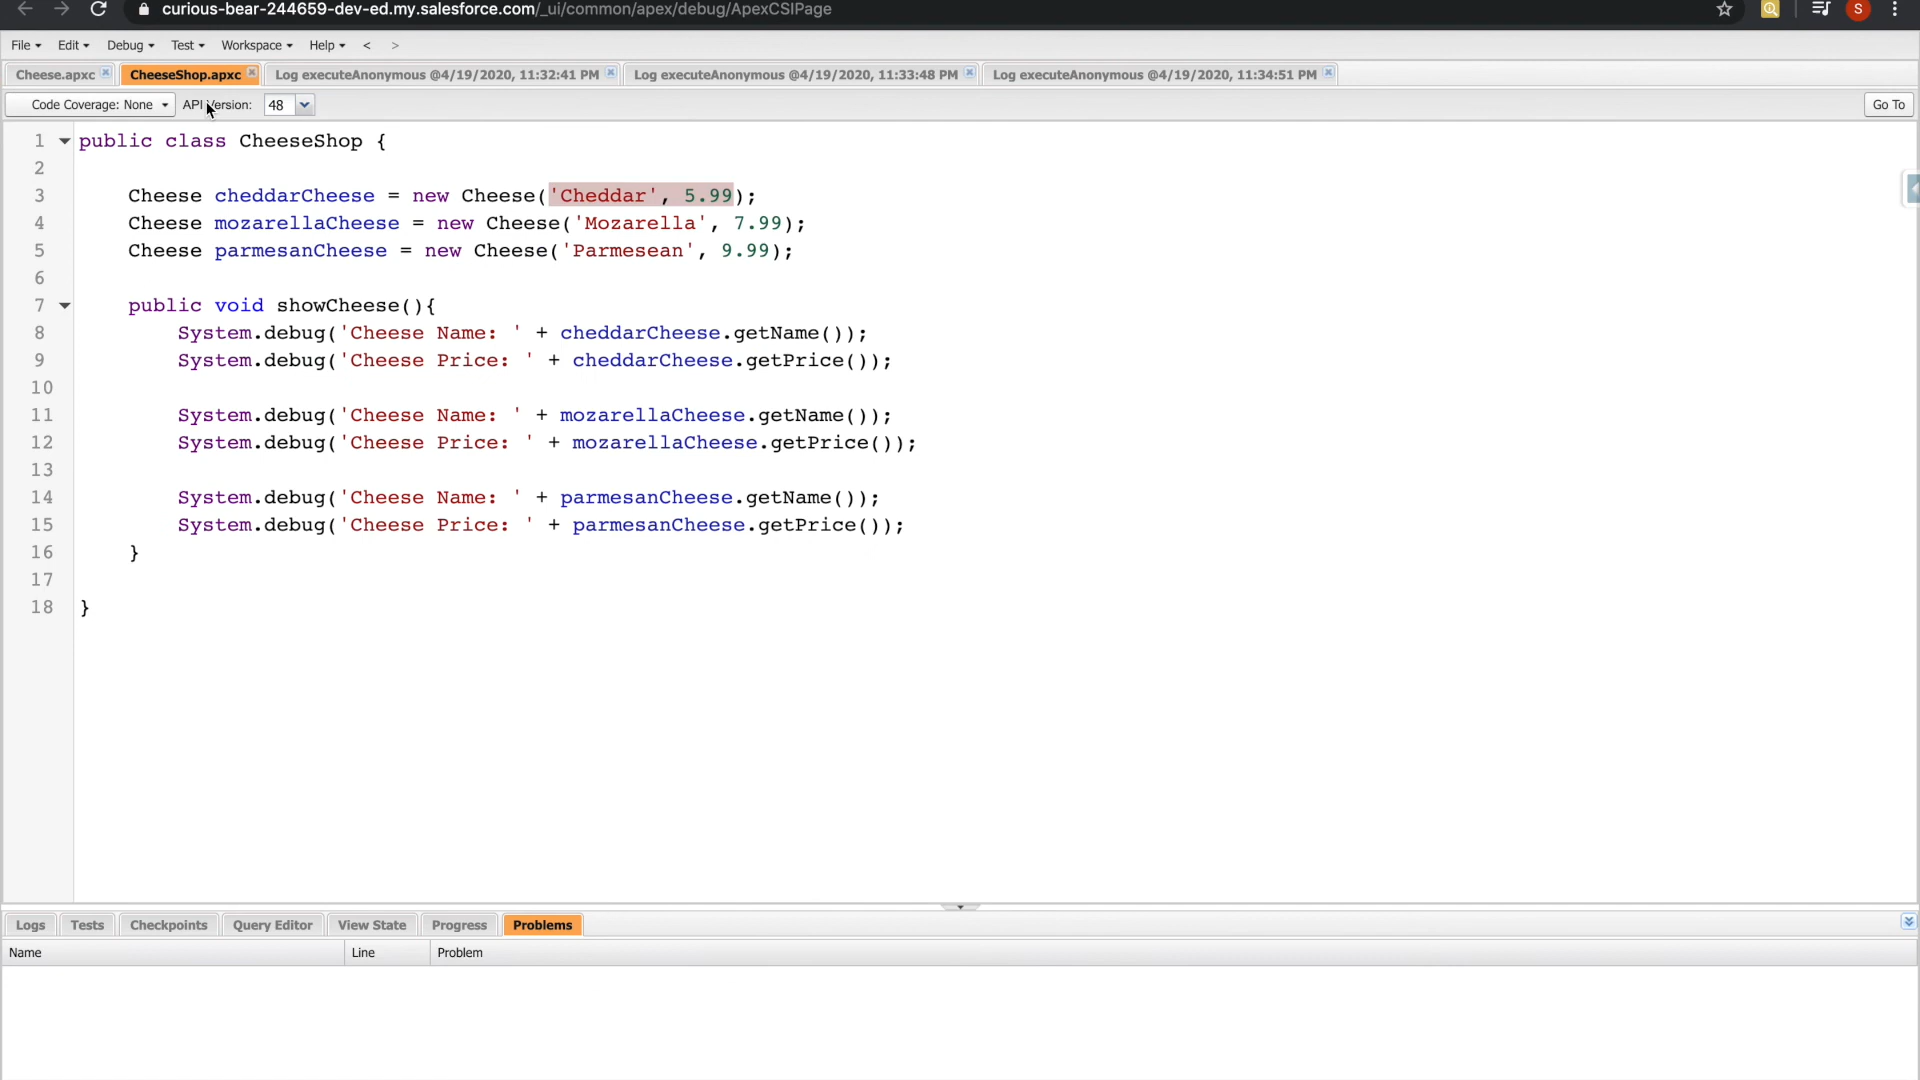 curious-bear-244659-dev-ed.my.salesforce.com/_ui/common/apex/debug/ApexCSIPage
S
File Edit Debug Test Workspace Help < >
Cheese.apxc CheeseShop.apxc Log executeAnonymous @4/19/2020, 11:32:41 PM Log executeAnonymous @4/19/2020, 11:33:48 PM Log executeAnonymous @4/19/2020, 11:34:51 PM
Code Coverage: None API Version: 48 Go To
1 public class CheeseShop {
2
3 Cheese cheddarCheese = new Cheese('Cheddar', 5.99);
4 Cheese mozarellaCheese = new Cheese('Mozarella', 7.99);
5 Cheese parmesanCheese = new Cheese('Parmesean', 9.99);
6
7 public void showCheese(){
8 System.debug('Cheese Name: ' + cheddarCheese.getName());
9 System.debug('Cheese Price: ' + cheddarCheese.getPrice());
10
11 System.debug('Cheese Name: ' + mozarellaCheese.getName());
12 System.debug('Cheese Price: ' + mozarellaCheese.getPrice());
13
14 System.debug('Cheese Name: ' + parmesanCheese.getName());
15 System.debug('Cheese Price: ' + parmesanCheese.getPrice());
16 }
17
18 }
Logs Tests Checkpoints Query Editor View State Progress Problems
Name Line Problem